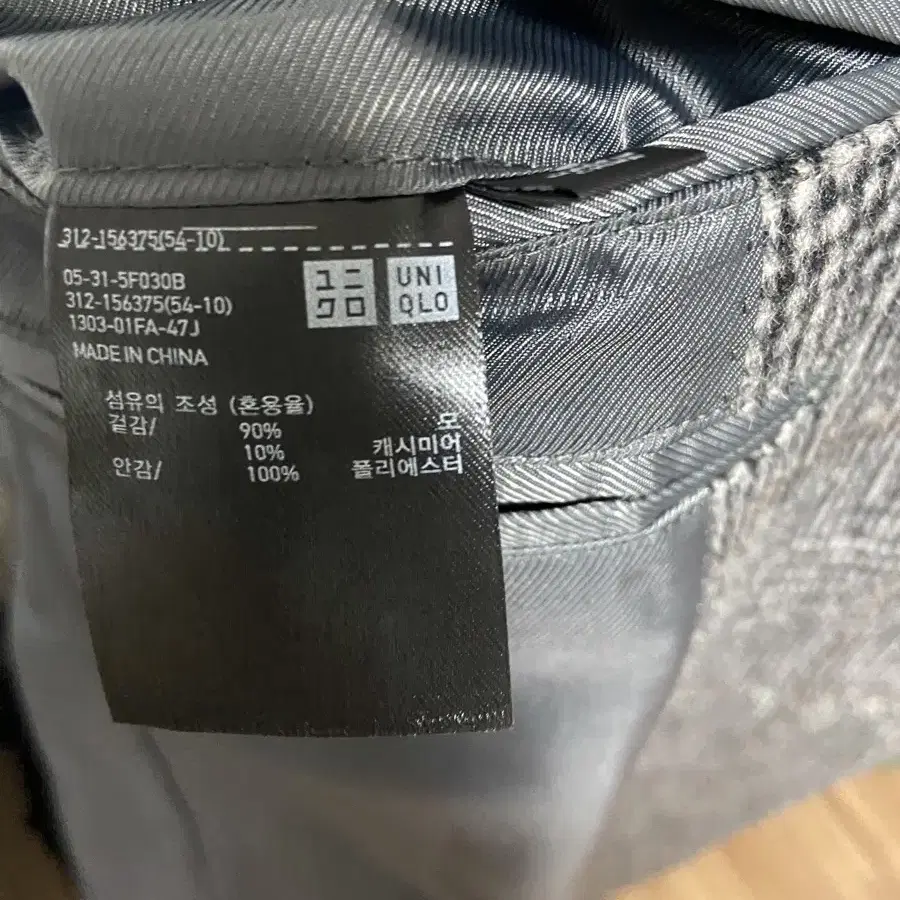 312-156375(54-10)
05-31-5F030B
312-156375(54-10)
1303-01FA-47J
MADE IN CHINA
ユニ
クロ
UNI
QLO
섬유의 조성 (혼용율)
겉감/ 90% 모
10% 캐시미어
안감/ 100% 폴리에스터